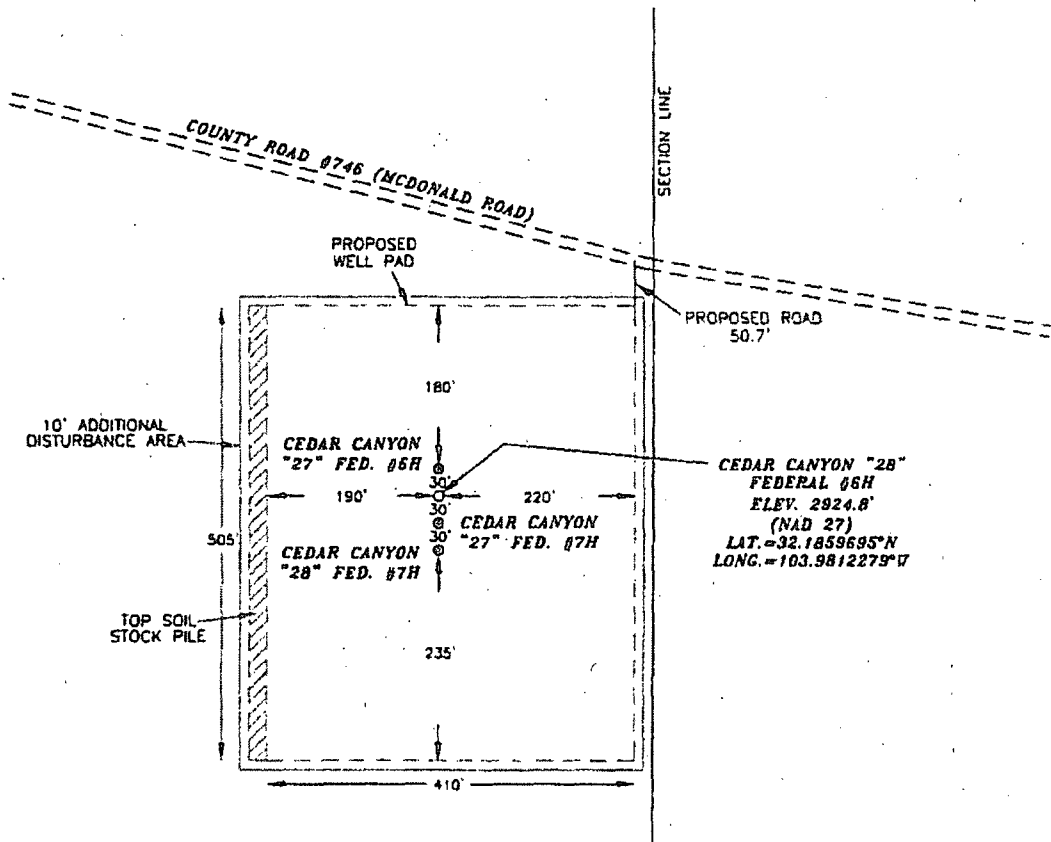 COUNTY ROAD #746 (MCDONALD ROAD)
SECTION LINE
PROPOSED
WELL PAD
PROPOSED ROAD
50.7'
180'
10' ADDITIONAL
DISTURBANCE AREA
CEDAR CANYON
"27" FED. #6H
30'
190'
220'
CEDAR CANYON "28"
FEDERAL #6H
ELEV. 2924.8'
(NAD 27)
LAT.=32.1859695°N
LONG.=103.9812279°W
30'
CEDAR CANYON
"27" FED. #7H
505'
30'
CEDAR CANYON
"28" FED. #7H
TOP SOIL
STOCK PILE
235'
410'